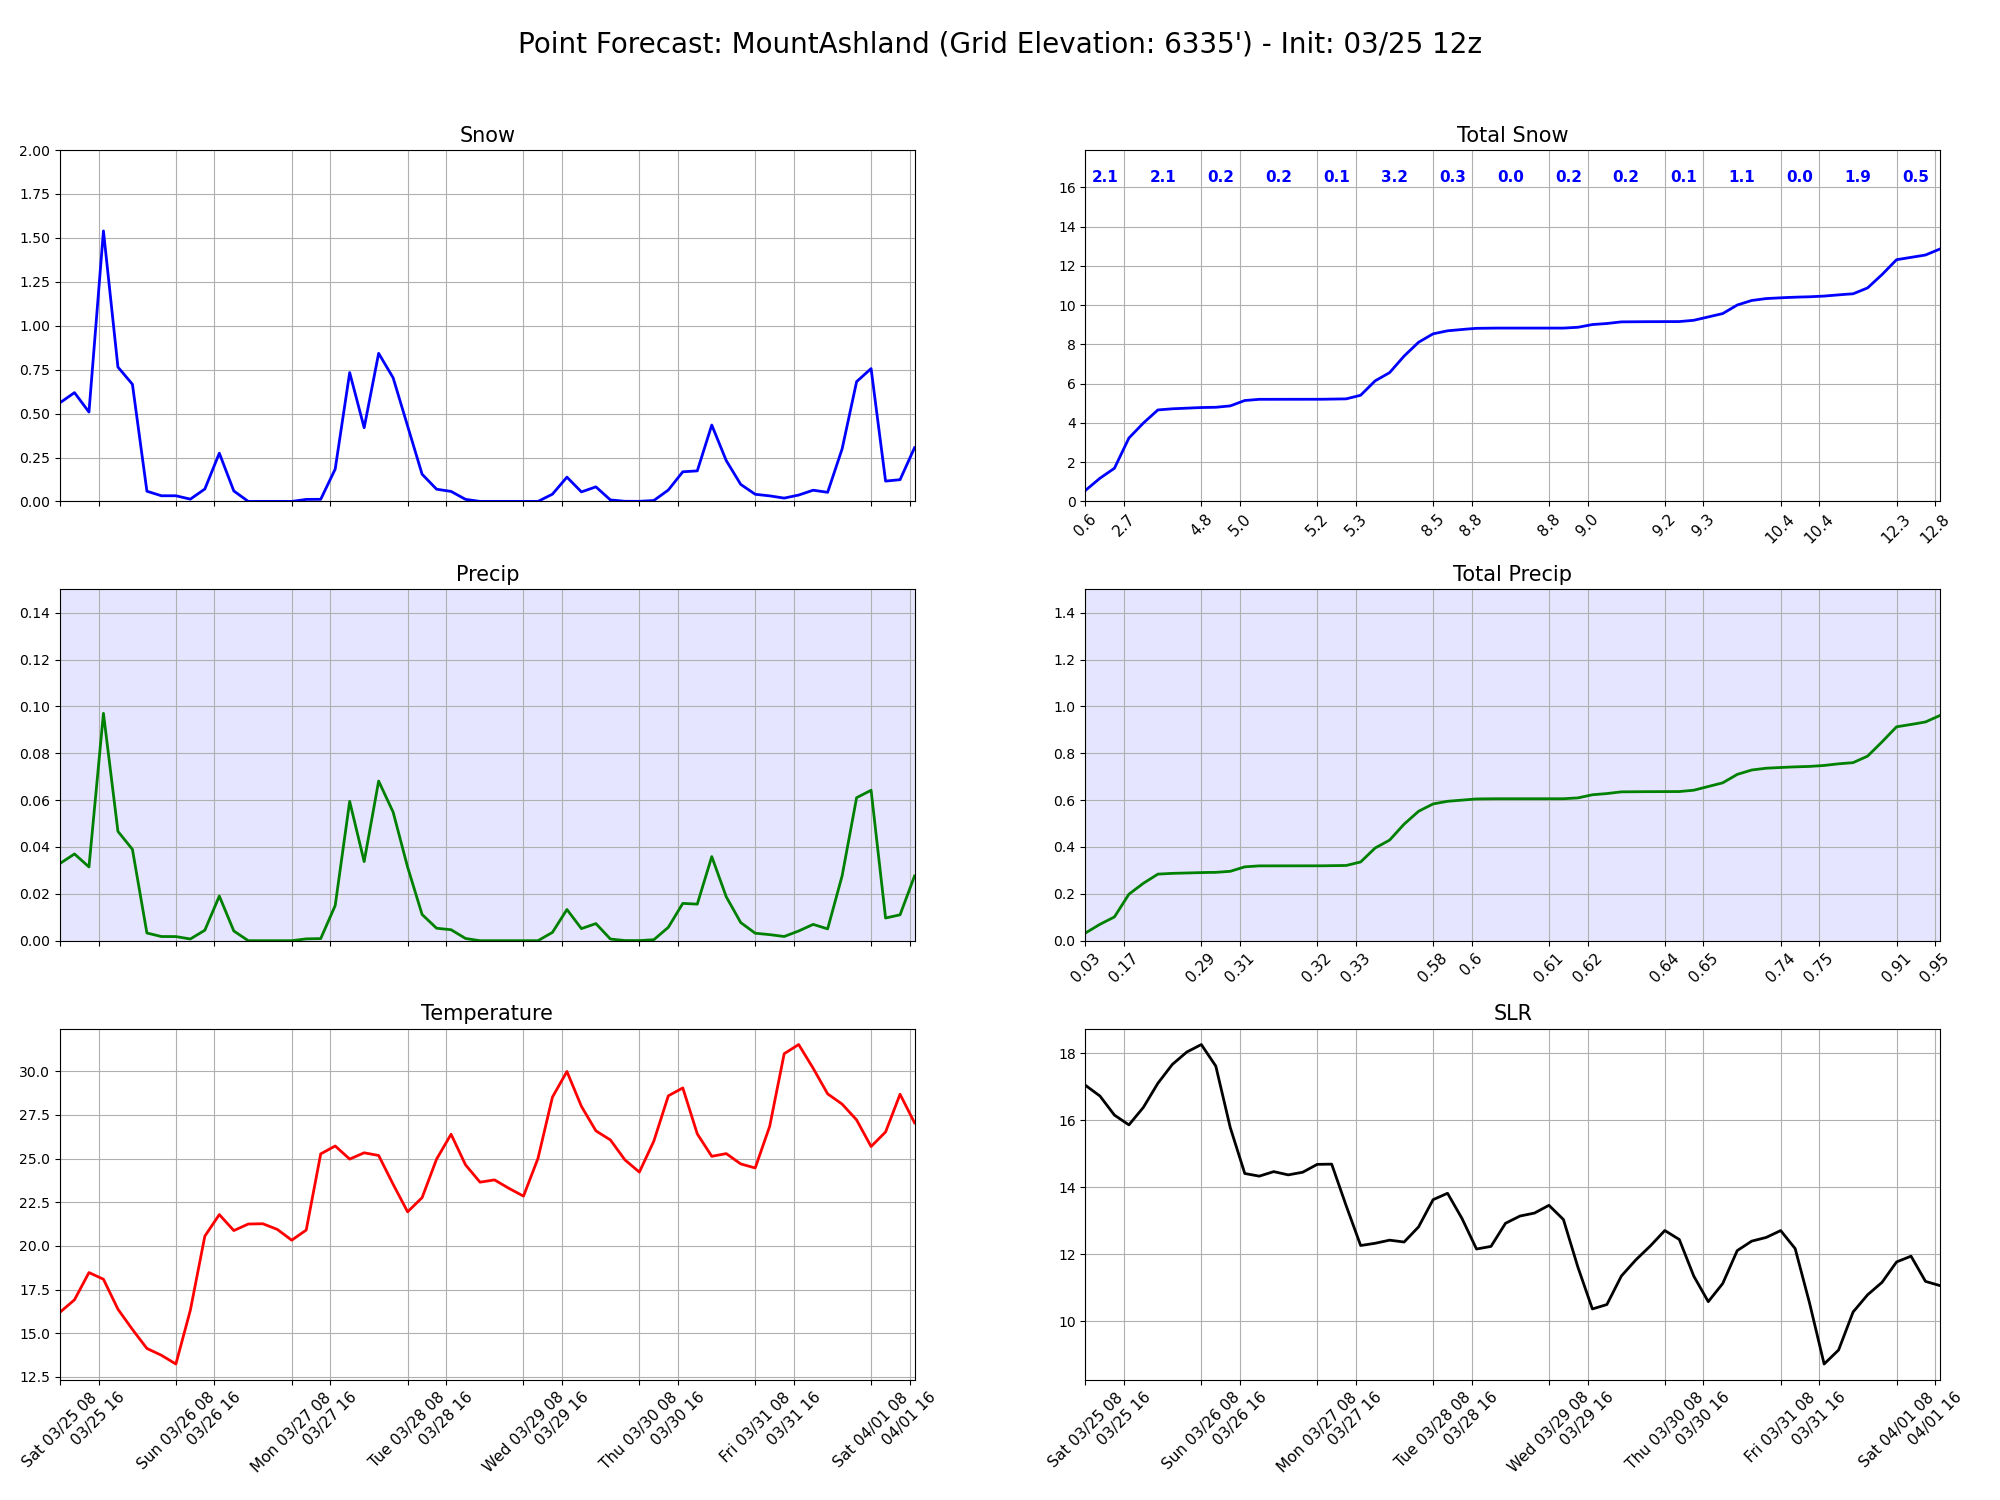 Point Forecast: MountAshland (Grid Elevation: 6335') - Init: 03/25 12z
Snow
2.00
1.75
1.50
1.25
1.00
0.75
0.50
0.25
0.00
Total Snow
2.1 2.1 0.2 0.2 0.1 3.2 0.3 0.0 0.2 0.2 0.1 1.1 0.0 1.9 0.5
16
14
12
10
8
6
4
2
0
0.6 2.7 4.8 5.0 5.2 5.3 8.5 8.8 8.8 9.0 9.2 9.3 10.4 10.4 12.3 12.8
Precip
0.14
0.12
0.10
0.08
0.06
0.04
0.02
0.00
Total Precip
1.4
1.2
1.0
0.8
0.6
0.4
0.2
0.0
0.03 0.17 0.29 0.31 0.32 0.33 0.58 0.6 0.61 0.62 0.64 0.65 0.74 0.75 0.91 0.95
Temperature
30.0
27.5
25.0
22.5
20.0
17.5
15.0
12.5
Sat 03/25 08
03/25 16
Sun 03/26 08
03/26 16
Mon 03/27 08
03/27 16
Tue 03/28 08
03/28 16
Wed 03/29 08
03/29 16
Thu 03/30 08
03/30 16
Fri 03/31 08
03/31 16
Sat 04/01 08
04/01 16
SLR
18
16
14
12
10
Sat 03/25 08
03/25 16
Sun 03/26 08
03/26 16
Mon 03/27 08
03/27 16
Tue 03/28 08
03/28 16
Wed 03/29 08
03/29 16
Thu 03/30 08
03/30 16
Fri 03/31 08
03/31 16
Sat 04/01 08
04/01 16